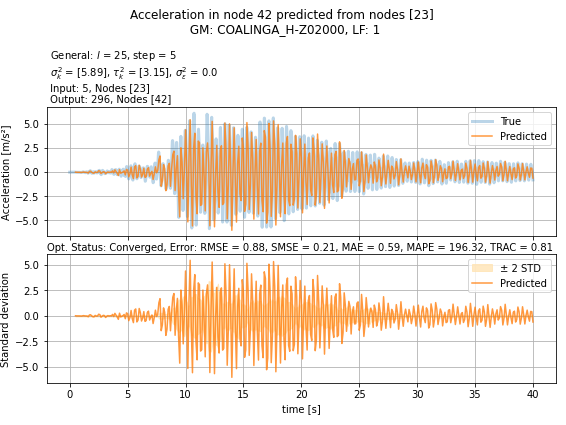 Acceleration in node 42 predicted from nodes [23]
GM: COALINGA_H-Z02000, LF: 1
General: l = 25, step = 5
σ²ₖ = [5.89], τ²ₖ = [3.15], σ²ᵣ = 0.0
Input: 5, Nodes [23]
Output: 296, Nodes [42]
Acceleration [m/s²]
5.0
2.5
0.0
−2.5
−5.0
True
Predicted
Opt. Status: Converged, Error: RMSE = 0.88, SMSE = 0.21, MAE = 0.59, MAPE = 196.32, TRAC = 0.81
Standard deviation
5.0
2.5
0.0
−2.5
−5.0
± 2 STD
Predicted
0 5 10 15 20 25 30 35 40
time [s]